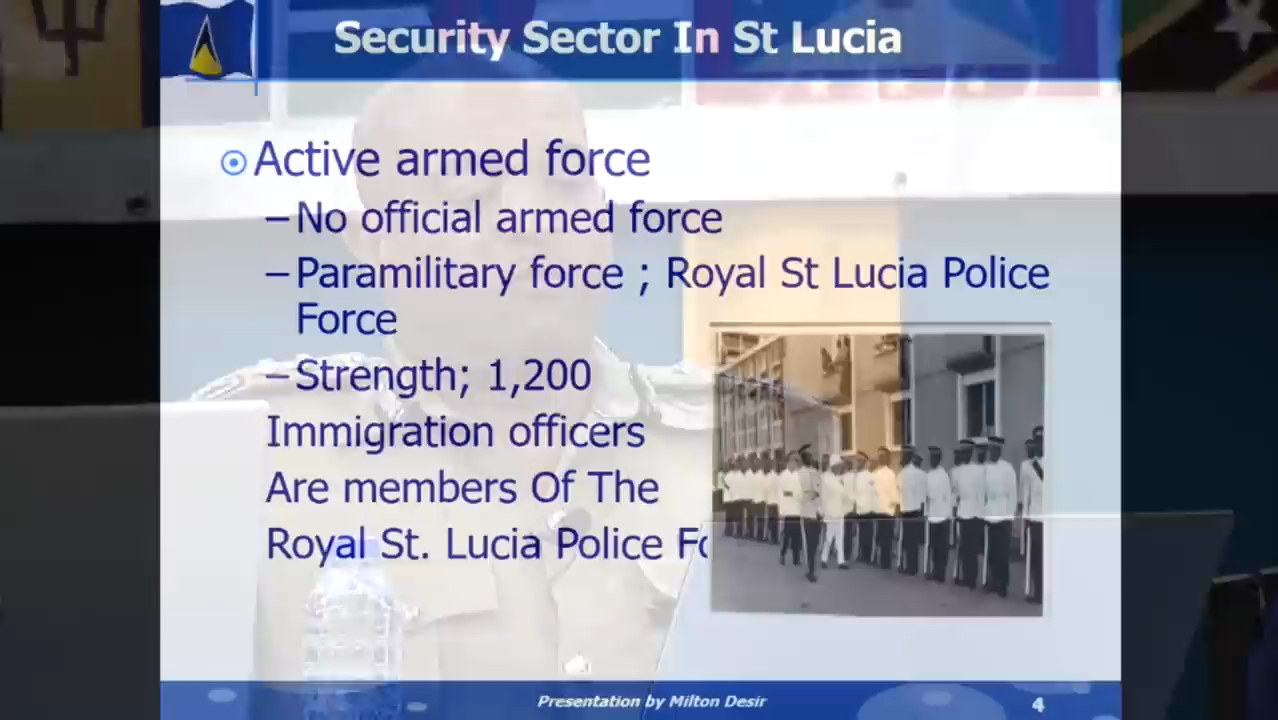 Security Sector In St Lucia
Active armed force
–No official armed force
–Paramilitary force ; Royal St Lucia Police
Force
–Strength; 1,200
Immigration officers
Are members Of The
Royal St. Lucia Police
Presentation by Milton Desir
4